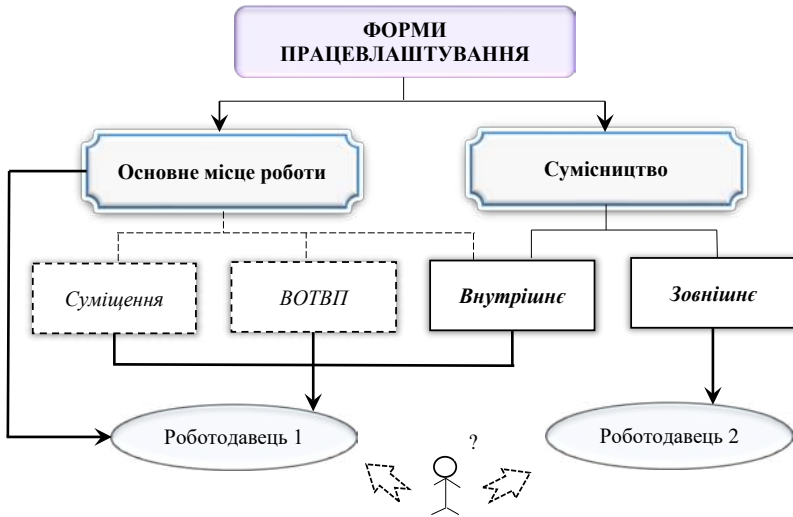 ФОРМИ
ПРАЦЕВЛАШТУВАННЯ
Основне місце роботи
Сумісництво
Суміщення
ВОТВП
Внутрішнє
Зовнішнє
Роботодавець 1
Роботодавець 2
?